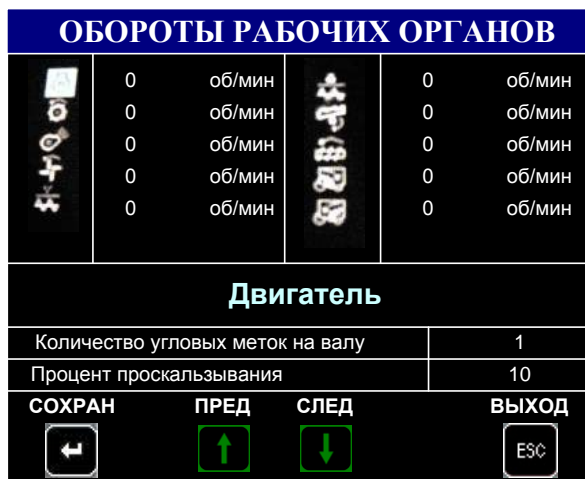 ОБОРОТЫ РАБОЧИХ ОРГАНОВ
0 об/мин 0 об/мин
0 об/мин 0 об/мин
0 об/мин 0 об/мин
0 об/мин 0 об/мин
0 об/мин 0 об/мин
Двигатель
Количество угловых меток на валу 1
Процент проскальзывания 10
СОХРАН ПРЕД СЛЕД ВЫХОД
ESC